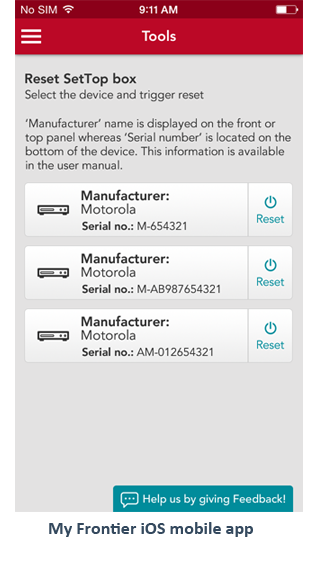 No SIM 9:11 AM
Tools
Reset SetTop box
Select the device and trigger reset
‘Manufacturer’ name is displayed on the front or
top panel whereas ‘Serial number’ is located on the
bottom of the device. This information is available
in the user manual.
Manufacturer:
Motorola
Serial no.: M-654321
Reset
Manufacturer:
Motorola
Serial no.: M-AB987654321
Reset
Manufacturer:
Motorola
Serial no.: AM-012654321
Reset
Help us by giving Feedback!
My Frontier iOS mobile app